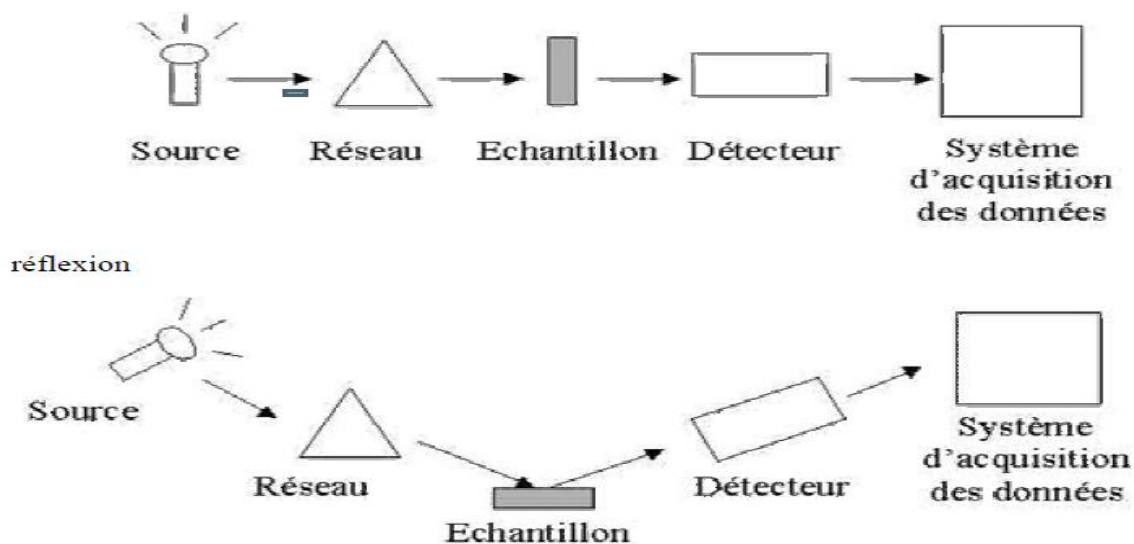 Source
Réseau
Echantillon
Détecteur
Système
d'acquisition
des données
réflexion
Source
Réseau
Echantillon
Détecteur
Système
d'acquisition
des données